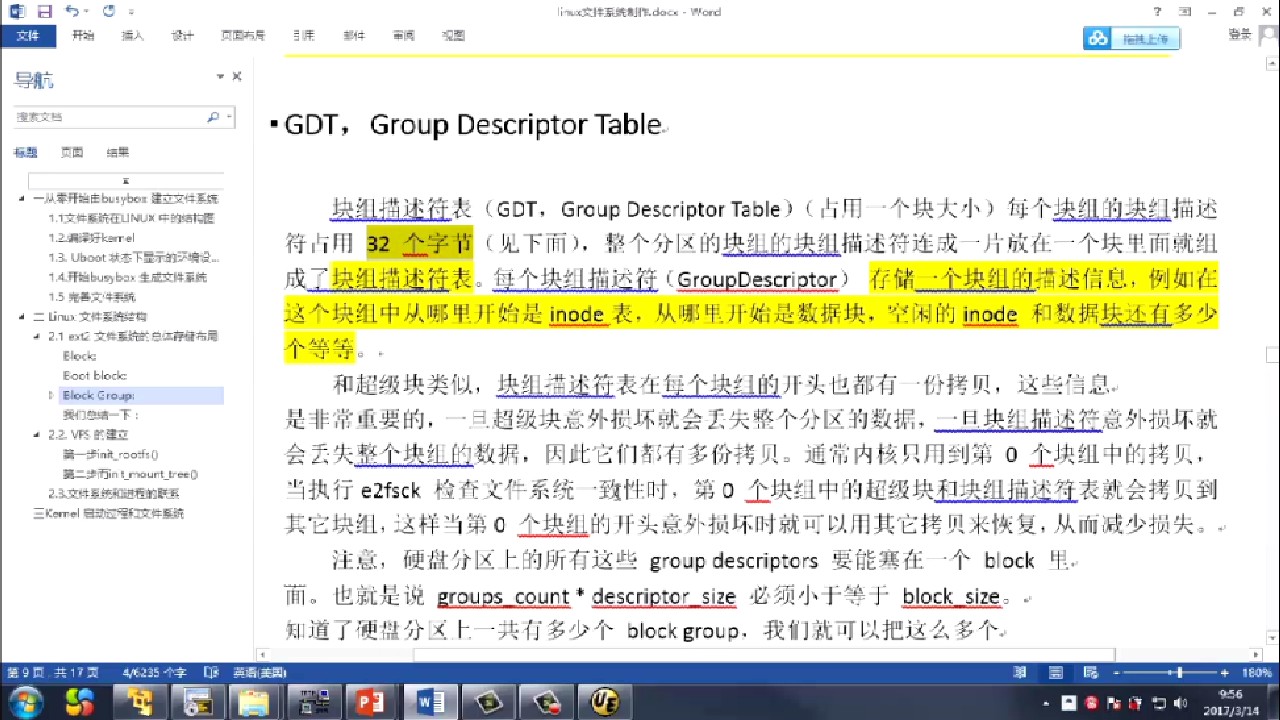 linux文件系统制作.docx - Word
文件 开始 插入 设计 页面布局 引用 邮件 审阅 视图
拖拽上传
登录
导航
搜索文档
标题 页面 结果
一从零开始由busybox 建立文件系统
1.1文件系统在LINUX 中的结构图
1.2.编译好kernel
1.3. Uboot 状态下显示的环境设...
1.4.开始busybox 生成文件系统
1.5 完善文件系统
二 Linux 文件系统结构
2.1 ext2 文件系统的总体存储布局
Block:
Boot block:
Block Group:
我们总结一下：
2.2. VFS 的建立
第一步init_rootfs()
第二步而init_mount_tree()
2.3.文件系统和进程的联系
三Kernel 启动过程和文件系统
GDT，Group Descriptor Table
块组描述符表（GDT，Group Descriptor Table）（占用一个块大小）每个块组的块组描述
符占用 32 个字节（见下面），整个分区的块组的块组描述符连成一片放在一个块里面就组
成了块组描述符表。每个块组描述符（GroupDescriptor） 存储一个块组的描述信息，例如在
这个块组中从哪里开始是 inode 表，从哪里开始是数据块，空闲的 inode 和数据块还有多少
个等等。
和超级块类似，块组描述符表在每个块组的开头也都有一份拷贝，这些信息
是非常重要的，一旦超级块意外损坏就会丢失整个分区的数据，一旦块组描述符意外损坏就
会丢失整个块组的数据，因此它们都有多份拷贝。通常内核只用到第 0 个块组中的拷贝，
当执行 e2fsck 检查文件系统一致性时，第 0 个块组中的超级块和块组描述符表就会拷贝到
其它块组，这样当第 0 个块组的开头意外损坏时就可以用其它拷贝来恢复，从而减少损失。
注意，硬盘分区上的所有这些 group descriptors 要能塞在一个 block 里
面。也就是说 groups_count * descriptor_size 必须小于等于 block_size。
知道了硬盘分区上一共有多少个 block group，我们就可以把这么多个
第 9 页，共 17 页 4/6235 个字 英语(美国) 180%
9:56
2017/3/14